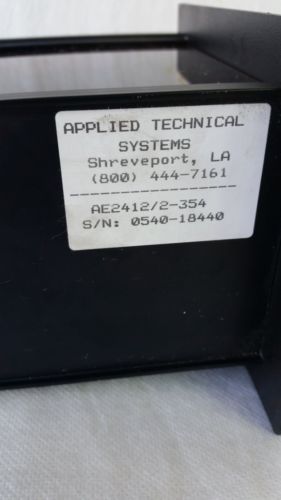 APPLIED TECHNICAL
SYSTEMS
Shreveport, LA
(800) 444-7161
-----------------
AE2412/2-354
S/N: 0540-18440